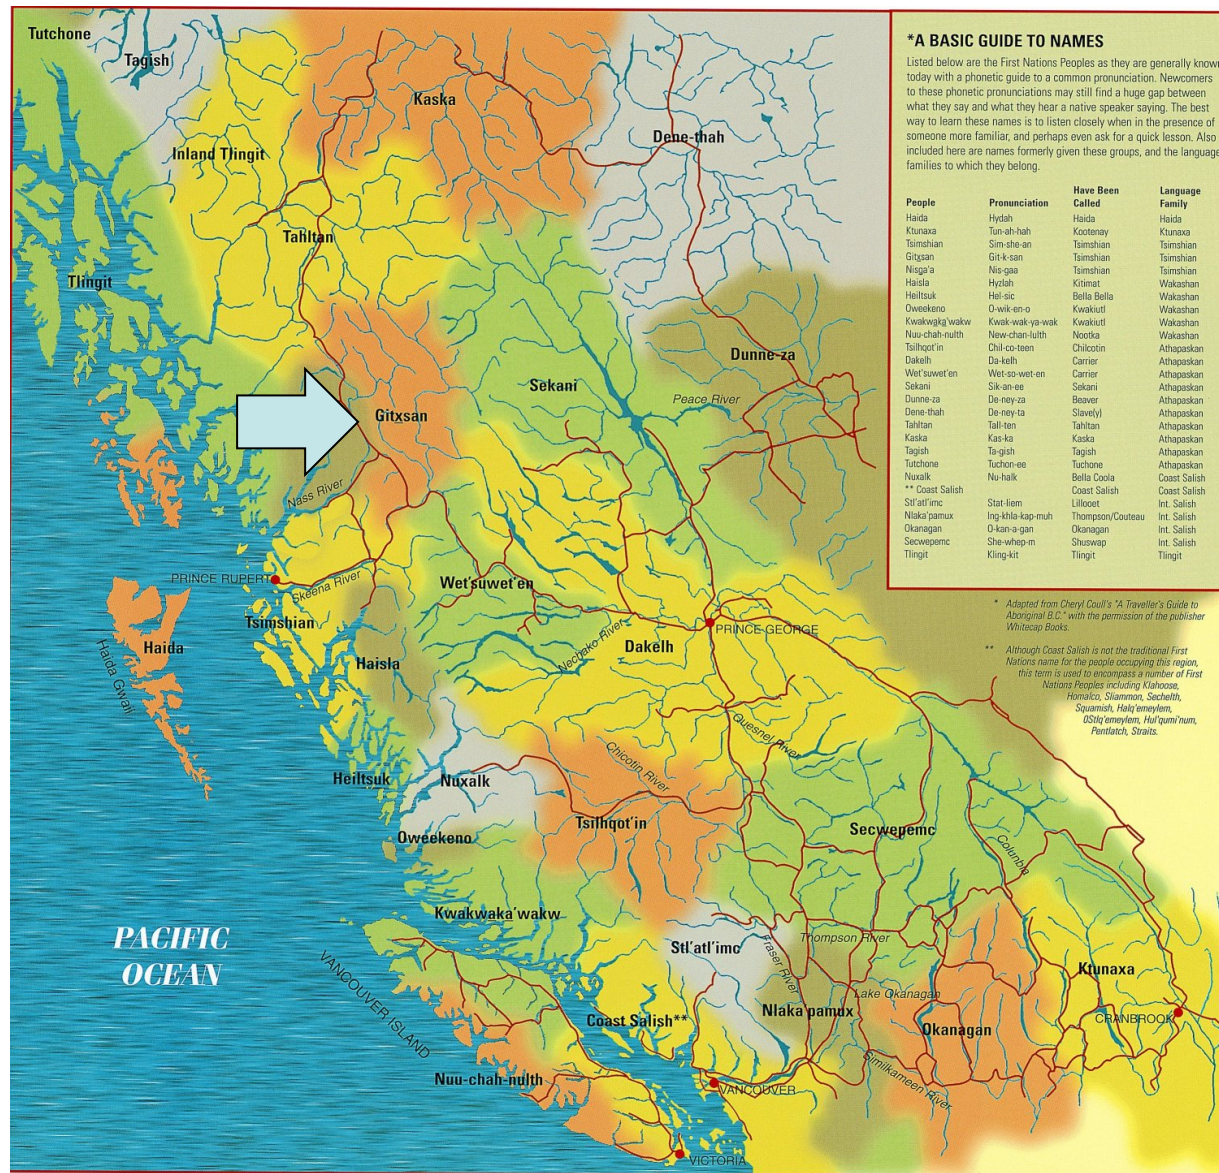 Tutchone
Tagish
Kaska
Dene-thah
Inland Tlingit
Tahltan
Tlingit
Dunne-za
Sekani
Peace River
Gitxsan
Nass River
PRINCE RUPERT
Skeena River
Wet'suwet'en
Tsimshian
PRINCE GEORGE
Nechako River
Dakelh
Haida
Haida Gwaii
Haisla
Quesnel River
Heiltsuk
Nuxalk
Chicotin River
Tsilhqot'in
Secwepemc
Oweekeno
Columbia
Kwakwaka'wakw
PACIFIC
OCEAN
VANCOUVER ISLAND
Stl'atl'imc
Fraser River
Thompson River
Ktunaxa
Lake Okanagan
Nlaka'pamux
Okanagan
CRANBROOK
Coast Salish**
Similkameen River
Nuu-chah-nulth
VANCOUVER
VICTORIA
*A BASIC GUIDE TO NAMES
Listed below are the First Nations Peoples as they are generally known
today with a phonetic guide to a common pronunciation. Newcomers
to these phonetic pronunciations may still find a huge gap between
what they say and what they hear a native speaker saying. The best
way to learn these names is to listen closely when in the presence of
someone more familiar, and perhaps even ask for a quick lesson. Also
included here are names formerly given these groups, and the language
families to which they belong.
Have Been Language
People Pronunciation Called Family
Haida Hydah Haida Haida
Ktunaxa Tun-ah-hah Kootenay Ktunaxa
Tsimshian Sim-she-an Tsimshian Tsimshian
Gitxsan Git-k-san Tsimshian Tsimshian
Nisga'a Nis-gaa Tsimshian Tsimshian
Haisla Hyzlah Kitimat Wakashan
Heiltsuk Hel-sic Bella Bella Wakashan
Oweekeno O-wik-en-o Kwakiutl Wakashan
Kwakwaka'wakw Kwak-wak-ya-wak Kwakiutl Wakashan
Nuu-chah-nulth New-chan-lulth Nootka Wakashan
Tsilhqot'in Chil-co-teen Chilcotin Athapaskan
Dakelh Da-kelh Carrier Athapaskan
Wet'suwet'en Wet-so-wet-en Carrier Athapaskan
Sekani Sik-an-ee Sekani Athapaskan
Dunne-za De-ney-za Beaver Athapaskan
Dene-thah De-ney-ta Slave(y) Athapaskan
Tahltan Tall-ten Tahltan Athapaskan
Kaska Kas-ka Kaska Athapaskan
Tagish Ta-gish Tagish Athapaskan
Tutchone Tuchon-ee Tuchone Athapaskan
Nuxalk Nu-halk Bella Coola Coast Salish
** Coast Salish Coast Salish Coast Salish
Stl'atl'imc Stat-liem Lillooet Int. Salish
Nlaka'pamux Ing-khla-kap-muh Thompson/Couteau Int. Salish
Okanagan O-kan-a-gan Okanagan Int. Salish
Secwepemc She-whep-m Shuswap Int. Salish
Tlingit Kling-kit Tlingit Tlingit
* Adapted from Cheryl Coull's "A Traveller's Guide to
Aboriginal B.C." with the permission of the publisher
Whitecap Books.
** Although Coast Salish is not the traditional First
Nations name for the people occupying this region,
this term is used to encompass a number of First
Nations Peoples including Klahoose,
Homalco, Sliammon, Sechelth,
Squamish, Halq'emeylem,
OStlq'emeylem, Hul'qumi'num,
Pentlatch, Straits.